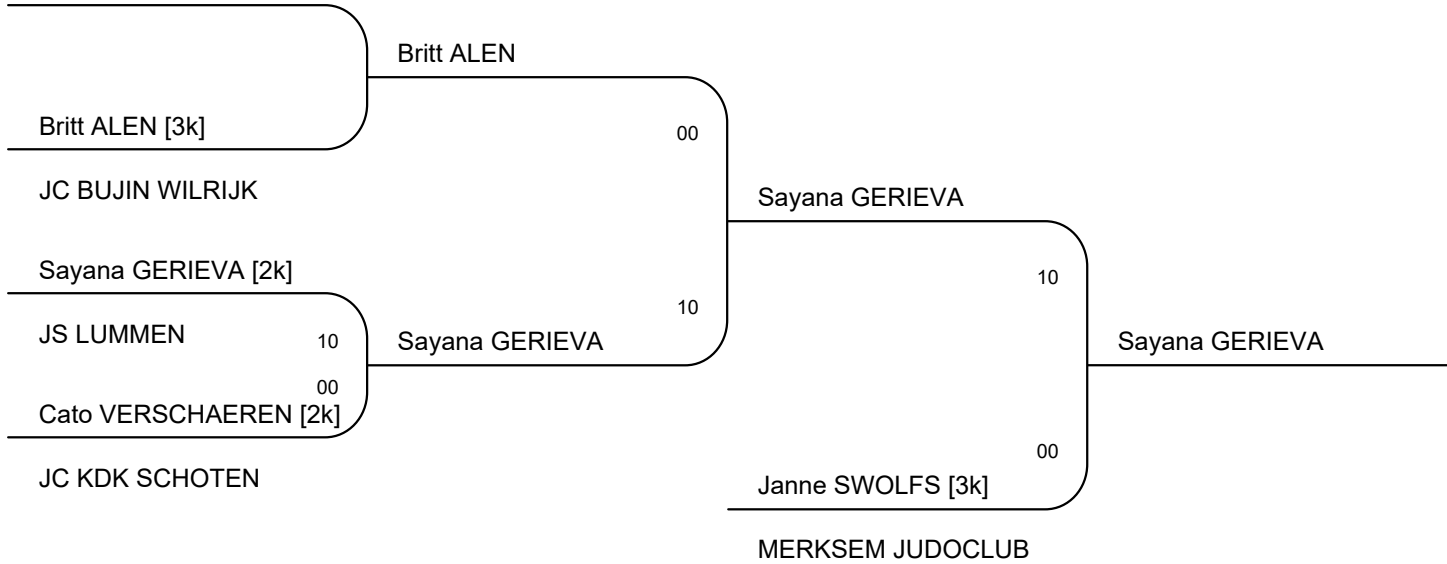 Britt ALEN
Britt ALEN [3k]
00
JC BUJIN WILRIJK
Sayana GERIEVA
Sayana GERIEVA [2k]
10
10
JS LUMMEN
10
Sayana GERIEVA
Sayana GERIEVA
00
Cato VERSCHAEREN [2k]
00
JC KDK SCHOTEN
Janne SWOLFS [3k]
MERKSEM JUDOCLUB